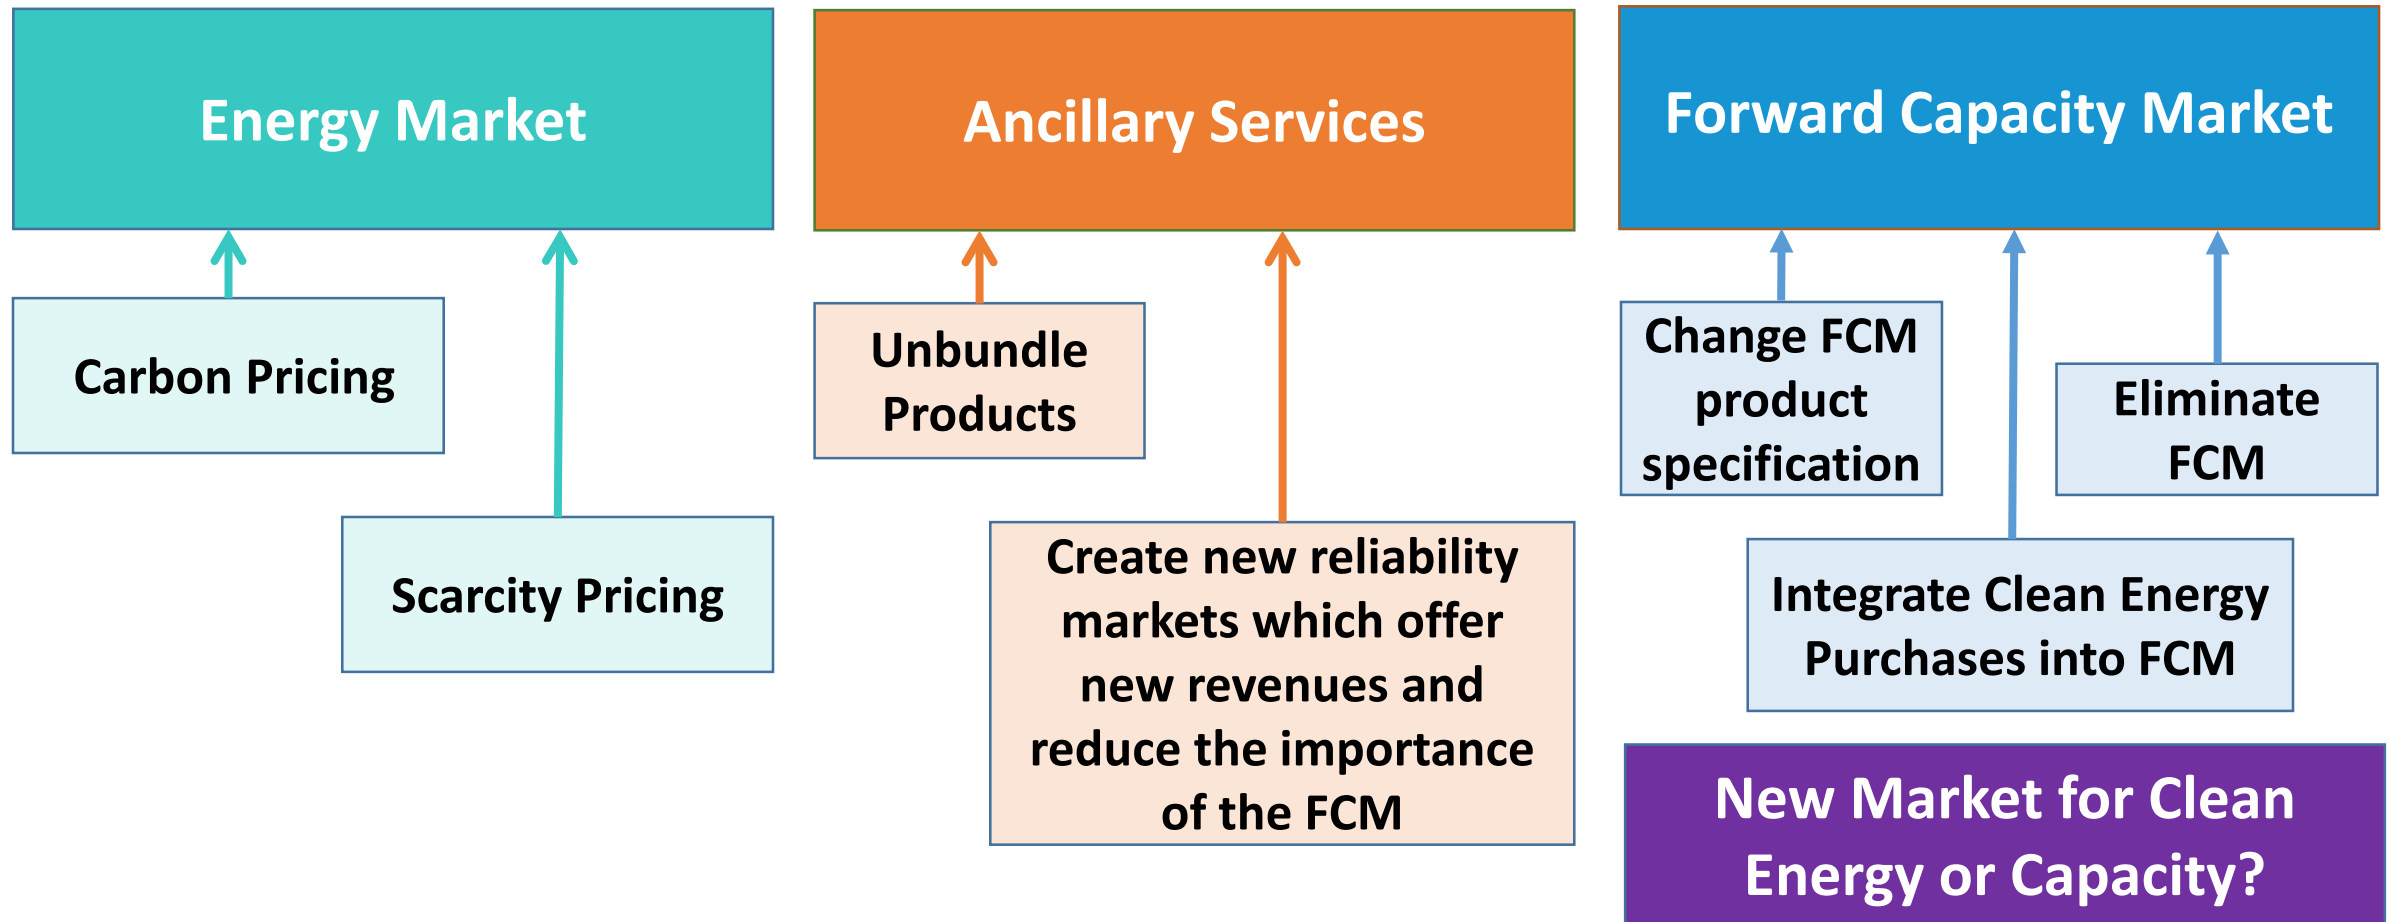 Energy Market
Ancillary Services
Forward Capacity Market
Carbon Pricing
Scarcity Pricing
Unbundle
Products
Create new reliability
markets which offer
new revenues and
reduce the importance
of the FCM
Change FCM
product
specification
Eliminate
FCM
Integrate Clean Energy
Purchases into FCM
New Market for Clean
Energy or Capacity?